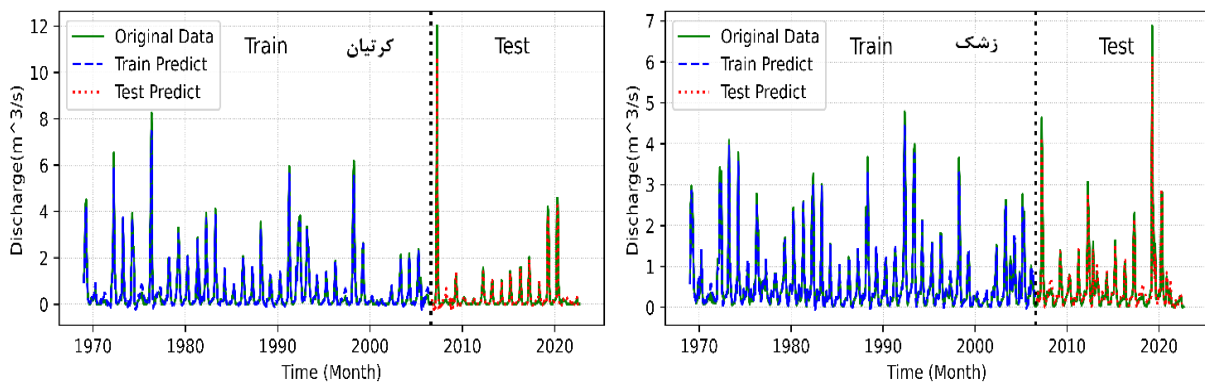 Original Data
Train Predict
Test Predict
Train
کرتیان
Test
Discharge(m^3/s)
12
10
8
6
4
2
0
1970 1980 1990 2000 2010 2020
Time (Month)
Original Data
Train Predict
Test Predict
Train
زشک
Test
Discharge(m^3/s)
7
6
5
4
3
2
1
0
1970 1980 1990 2000 2010 2020
Time (Month)